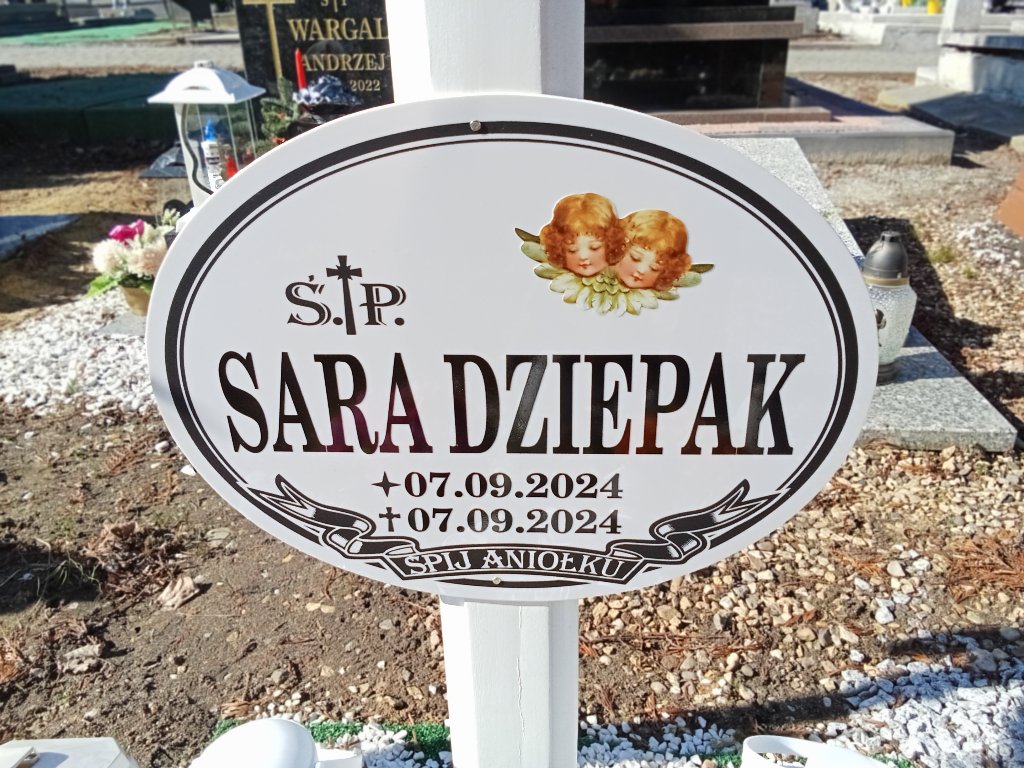 WARGAL
ANDRZEJ
2022
Ś.†P.
SARA DZIEPAK
✦07.09.2024
✝07.09.2024
ŚPIJ ANIOŁKU